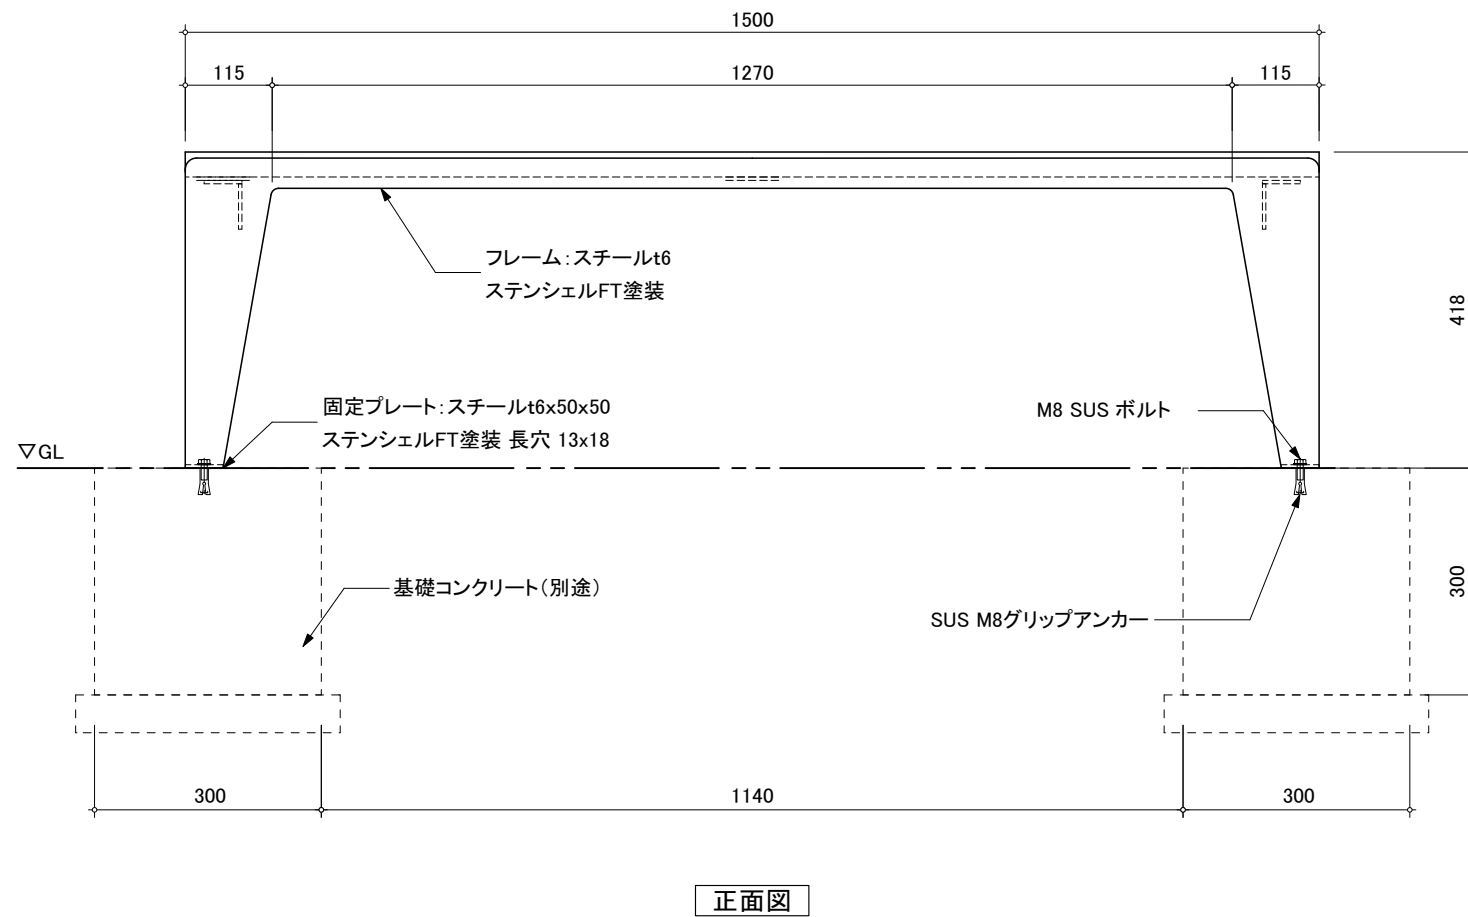 1500
115
1270
115
フレーム：スチールt6
ステンシェルFT塗装
418
固定プレート：スチールt6x50x50
ステンシェルFT塗装 長穴 13x18
M8 SUS ボルト
▽GL
基礎コンクリート（別途）
300
SUS M8グリップアンカー
300
1140
300
正面図